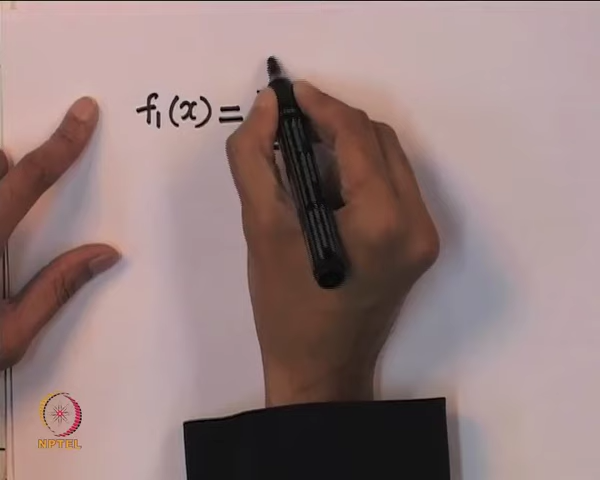 f₁(x) =
NPTEL